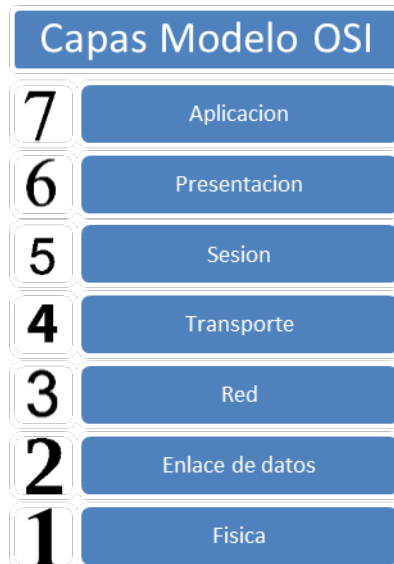 Capas Modelo OSI
7 Aplicacion
6 Presentacion
5 Sesion
4 Transporte
3 Red
2 Enlace de datos
1 Fisica